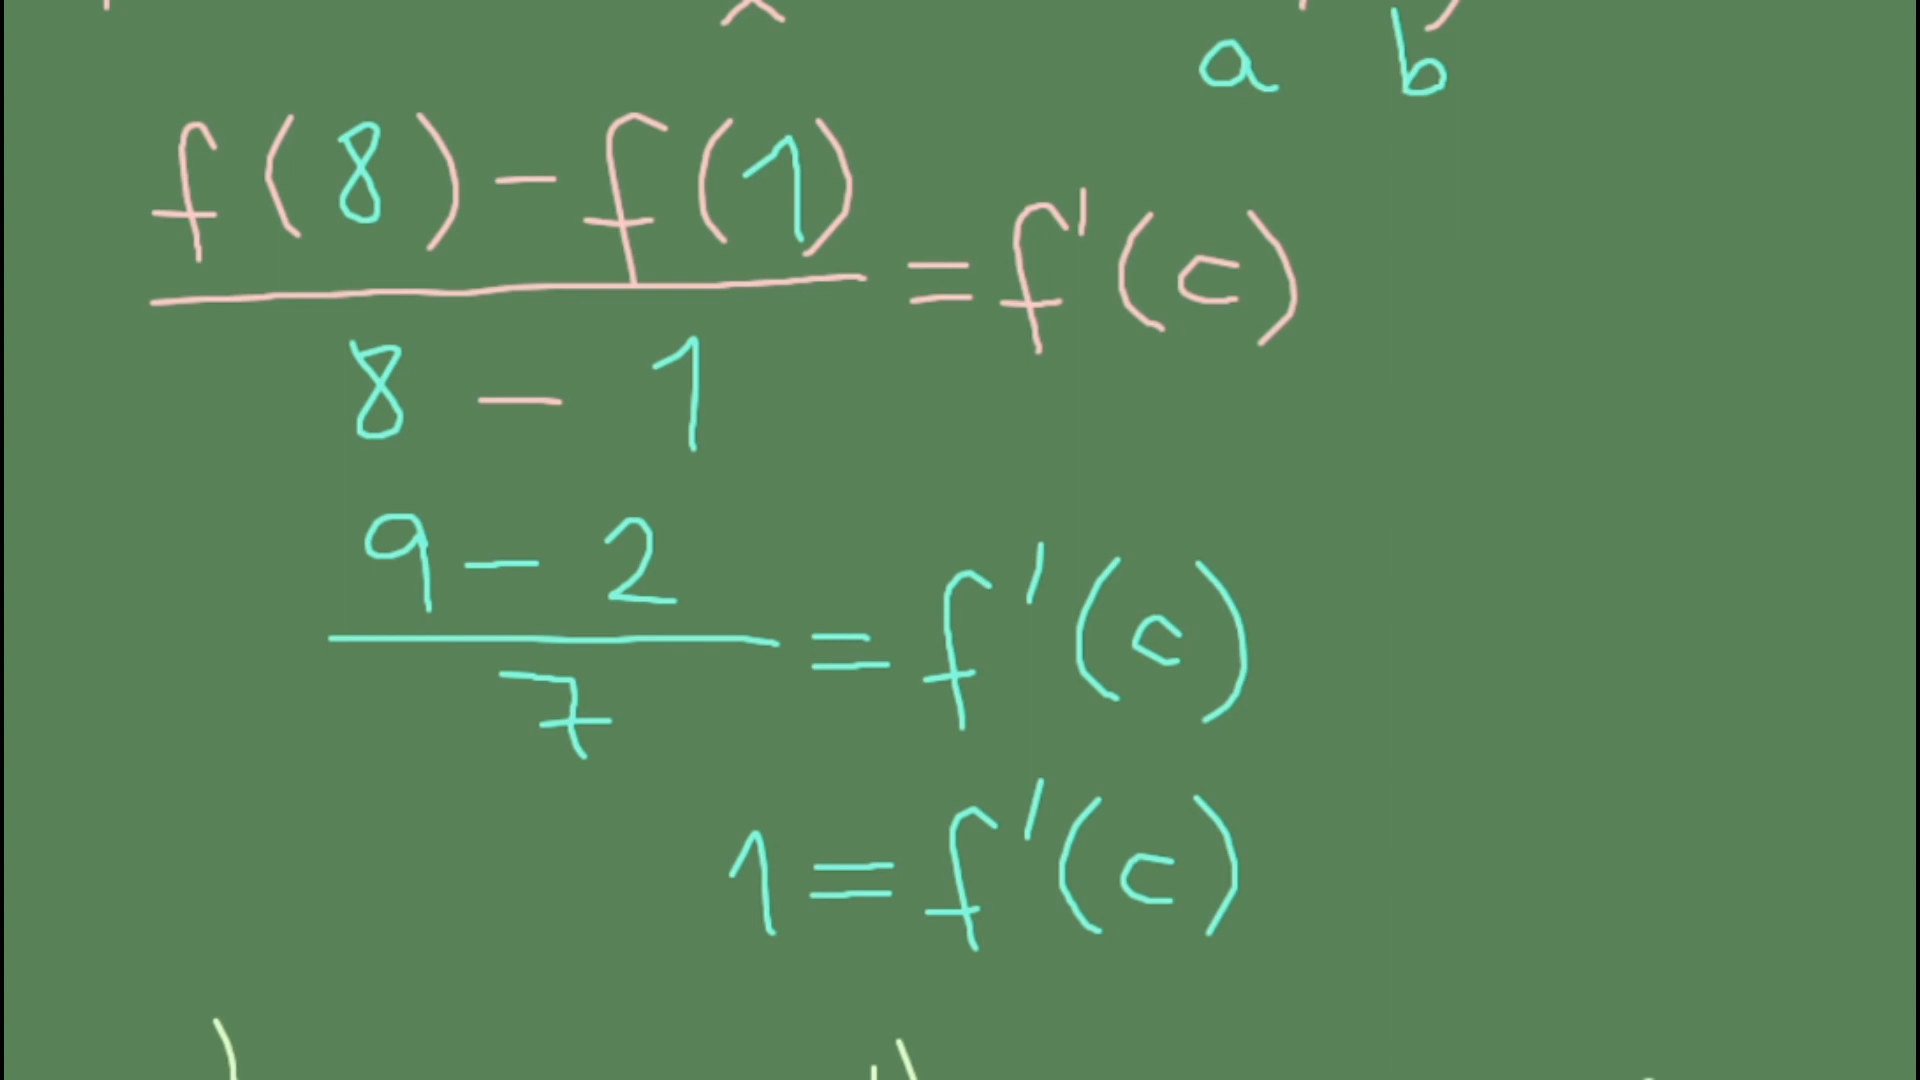 a b
f(8) - f(1)
8 - 1
= f'(c)
9 - 2
7
= f'(c)
1 = f'(c)